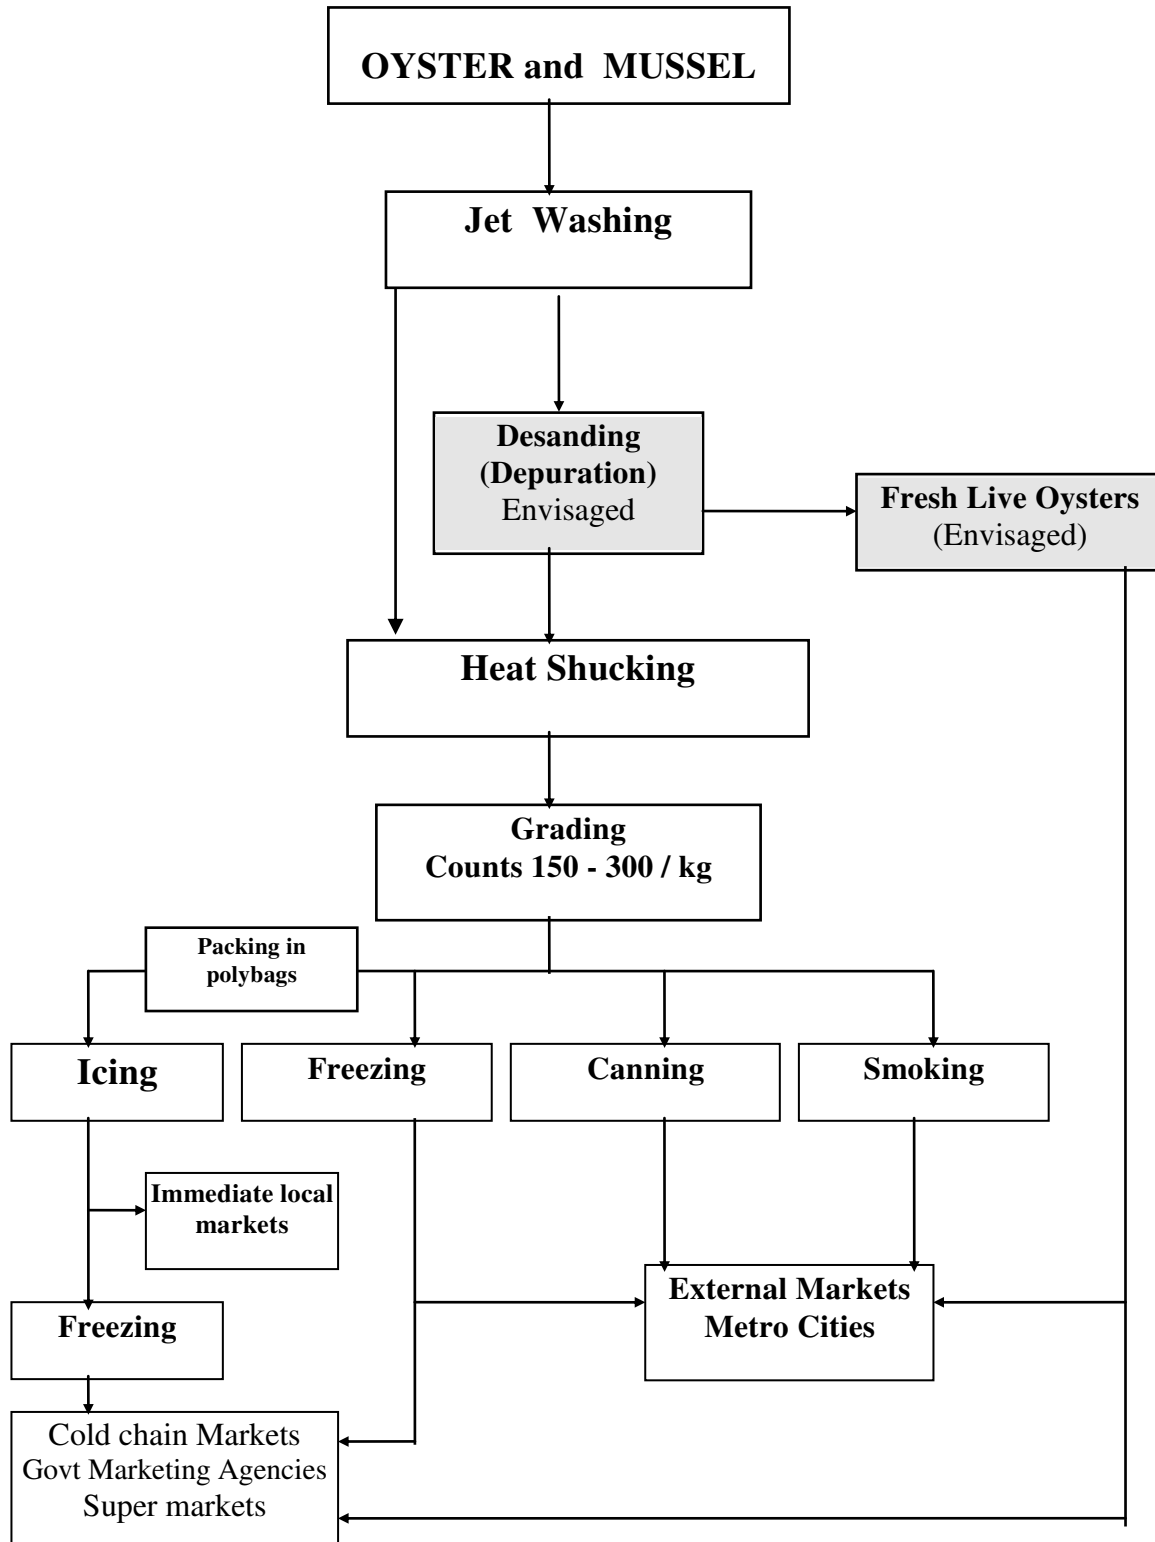 OYSTER and MUSSEL
Jet Washing
Desanding
(Depuration)
Envisaged
Fresh Live Oysters
(Envisaged)
Heat Shucking
Grading
Counts 150 - 300 / kg
Packing in
polybags
Icing
Freezing
Canning
Smoking
Immediate local
markets
External Markets
Metro Cities
Freezing
Cold chain Markets
Govt Marketing Agencies
Super markets